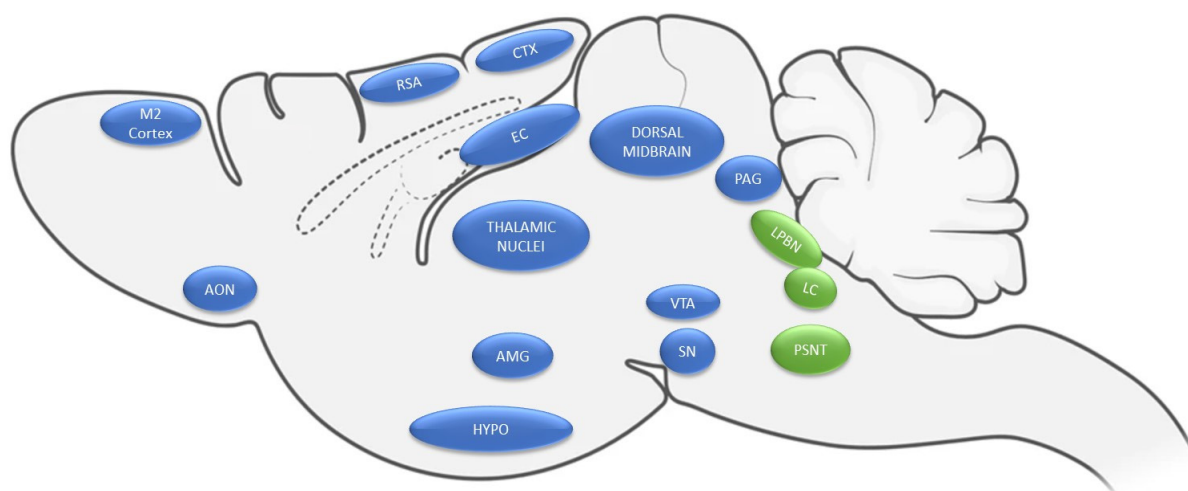 CTX
RSA
M2
Cortex
EC
DORSAL
MIDBRAIN
PAG
THALAMIC
NUCLEI
LPBN
AON
LC
VTA
AMG
SN
PSNT
HYPO